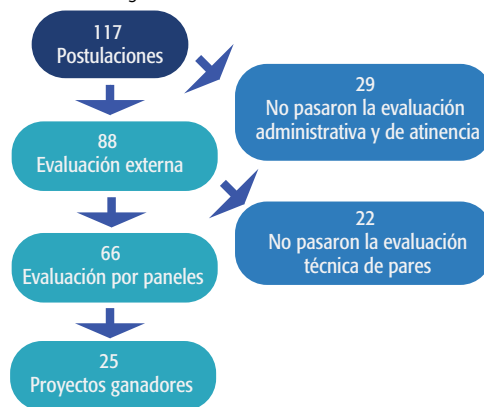 117
Postulaciones
29
No pasaron la evaluación
administrativa y de atinencia
88
Evaluación externa
22
No pasaron la evaluación
técnica de pares
66
Evaluación por paneles
25
Proyectos ganadores